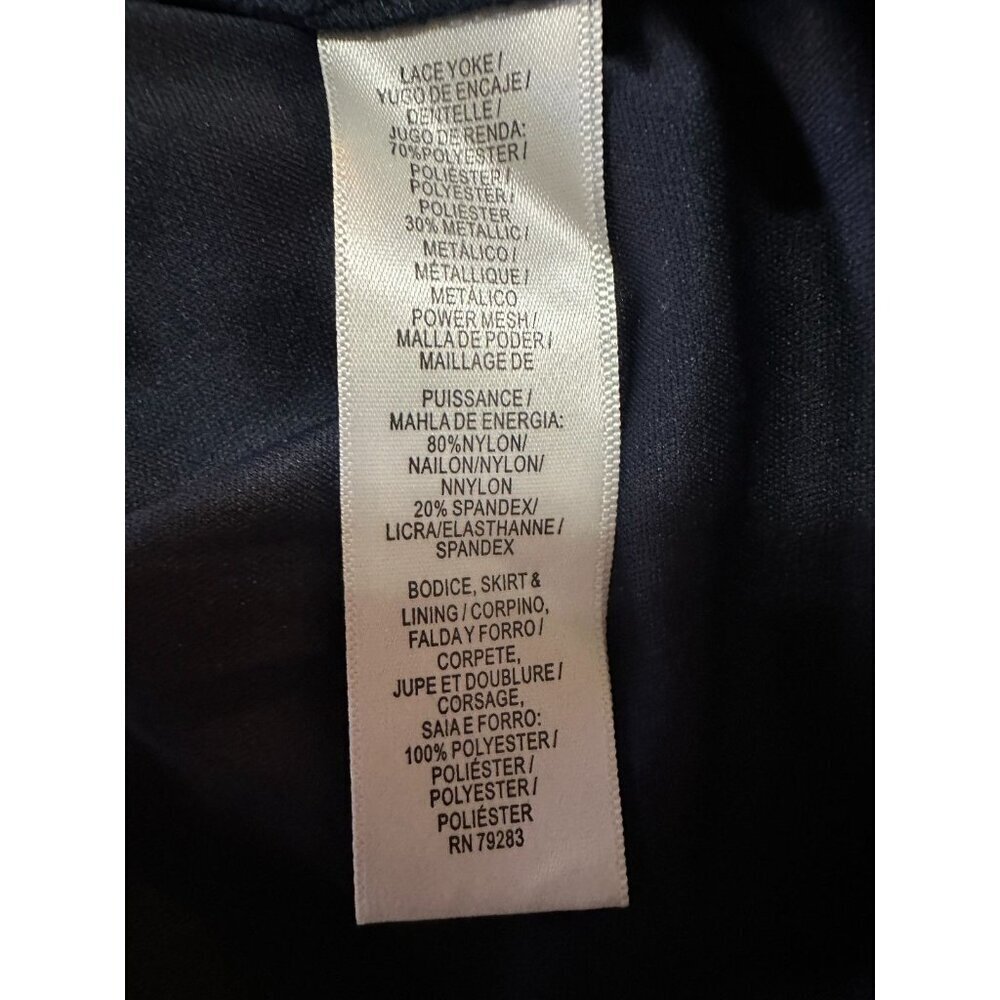 LACE YOKE /
YUGO DE ENCAJE /
DENTELLE /
JUGO DE RENDA:
70%POLYESTER /
POLIÉSTER /
POLYESTER /
POLIÉSTER
30% METALLIC /
METÁLICO /
MÉTALLIQUE /
METÁLICO
POWER MESH /
MALLA DE PODER /
MAILLAGE DE
PUISSANCE /
MAHLA DE ENERGIA:
80%NYLON/
NAILON/NYLON/
NNYLON
20% SPANDEX/
LICRA/ELASTHANNE /
SPANDEX
BODICE, SKIRT &
LINING / CORPINO,
FALDA Y FORRO /
CORPETE,
JUPE ET DOUBLURE /
CORSAGE,
SAIA E FORRO:
100% POLYESTER /
POLIÉSTER /
POLYESTER /
POLIÉSTER
RN 79283